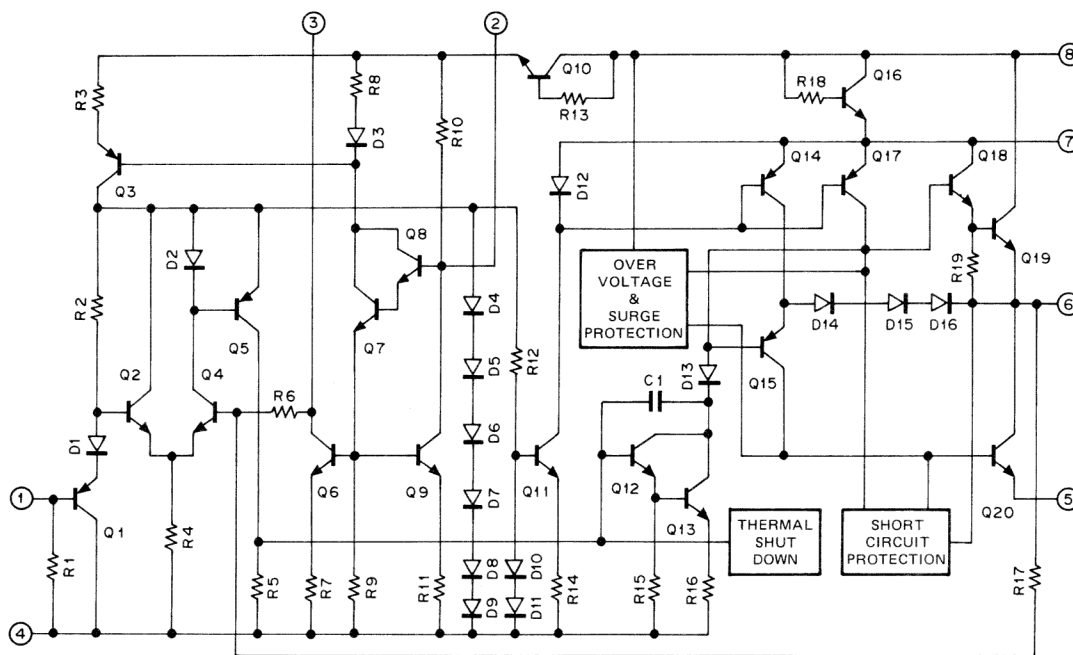 3
2
8
Q10
R18
Q16
R3
R8
R13
R10
7
D3
Q14
Q17
Q18
D12
Q3
Q8
D2
OVER
VOLTAGE
&
SURGE
PROTECTION
R19
Q19
R2
D4
6
D14
D15
D16
Q5
Q7
D5
R12
D13
Q15
Q2
Q4
C1
R6
D6
D1
Q6
Q9
D7
Q11
Q12
1
5
Q1
Q13
Q20
R4
THERMAL
SHUT
DOWN
SHORT
CIRCUIT
PROTECTION
R1
R5
R7
R9
R11
D8
D10
R14
R15
R16
R17
D9
D11
4